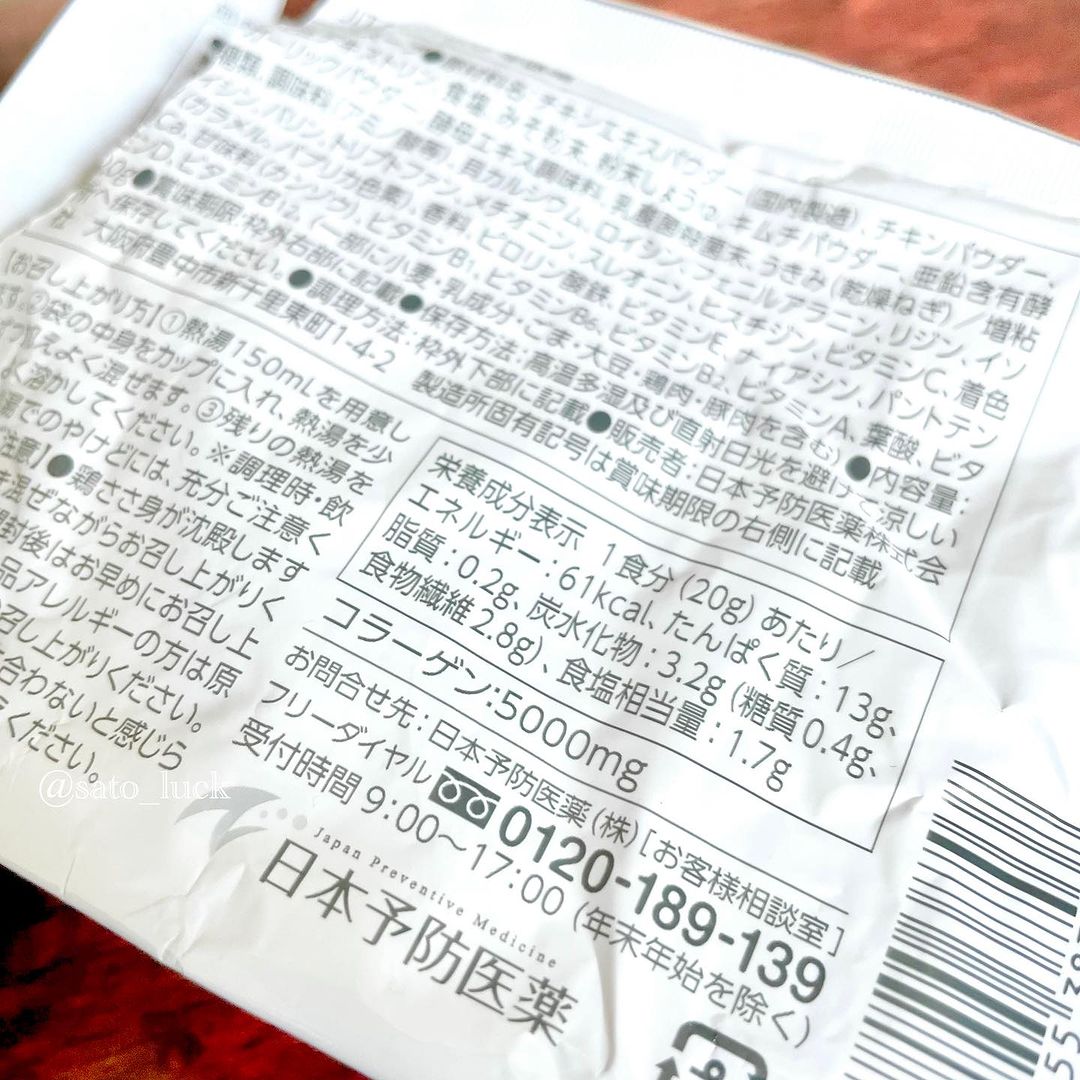 チキンエキスパウダー(国内製造)、チキンパウダー、
食塩、みそ粉末、粉末しょうゆ、キムチパウダー、亜鉛含有酵
ーリックパウダー、酵母エキス調味料、乳酸菌粉末、うきみ(乾燥ねぎ)/増粘
糖類、調味料(アミノ酸等)、貝カルシウム、ロイシン、フェニルアラニン、リジン、イソ
イシン、バリン、トリプトファン、メチオニン、スレオニン、ヒスチジン、ビタミンC、着色
(カラメル、パプリカ色素)、香料、ピロリン酸鉄、ビタミンE、ナイアシン、パントテン
Ca、甘味料(カンゾウ)、ビタミンB₁、ビタミンB₆、ビタミンB₂、ビタミンA、葉酸、ビタ
ンD、ビタミンB₁₂、(一部に小麦・乳成分・ごま・大豆・鶏肉・豚肉を含む)●内容量:
0g●賞味期限:枠外右部に記載●保存方法:高温多湿及び直射日光を避けて涼しい
へ保存してください。●調理方法:枠外下部に記載●販売者:日本予防医薬株式会
社 大阪府豊中市新千里東町1-4-2 製造所固有記号は賞味期限の右側に記載
【お召し上がり方】①熱湯150mLを用意し
ます。②袋の中身をカップに入れ、熱湯を少
えよく混ぜます。③残りの熱湯を
く溶かしてください。※調理時・飲
湯でのやけどには、充分ご注意く
注意】●鶏ささ身が沈殿します
混ぜながらお召し上がりく
開封後はお早めにお召し上
品アレルギーの方は原
召し上がりください。
合わないと感じら
ください。
栄養成分表示 1食分(20g)あたり/
エネルギー:61kcal、たんぱく質:13g、
脂質:0.2g、炭水化物:3.2g(糖質0.4g、
食物繊維2.8g)、食塩相当量:1.7g
コラーゲン:5000mg
お問合せ先:日本予防医薬(株)[お客様相談室]
フリーダイヤル 0120-189-139
受付時間 9:00〜17:00(年末年始を除く)
Japan Preventive Medicine
日本予防医薬
@sato_luck